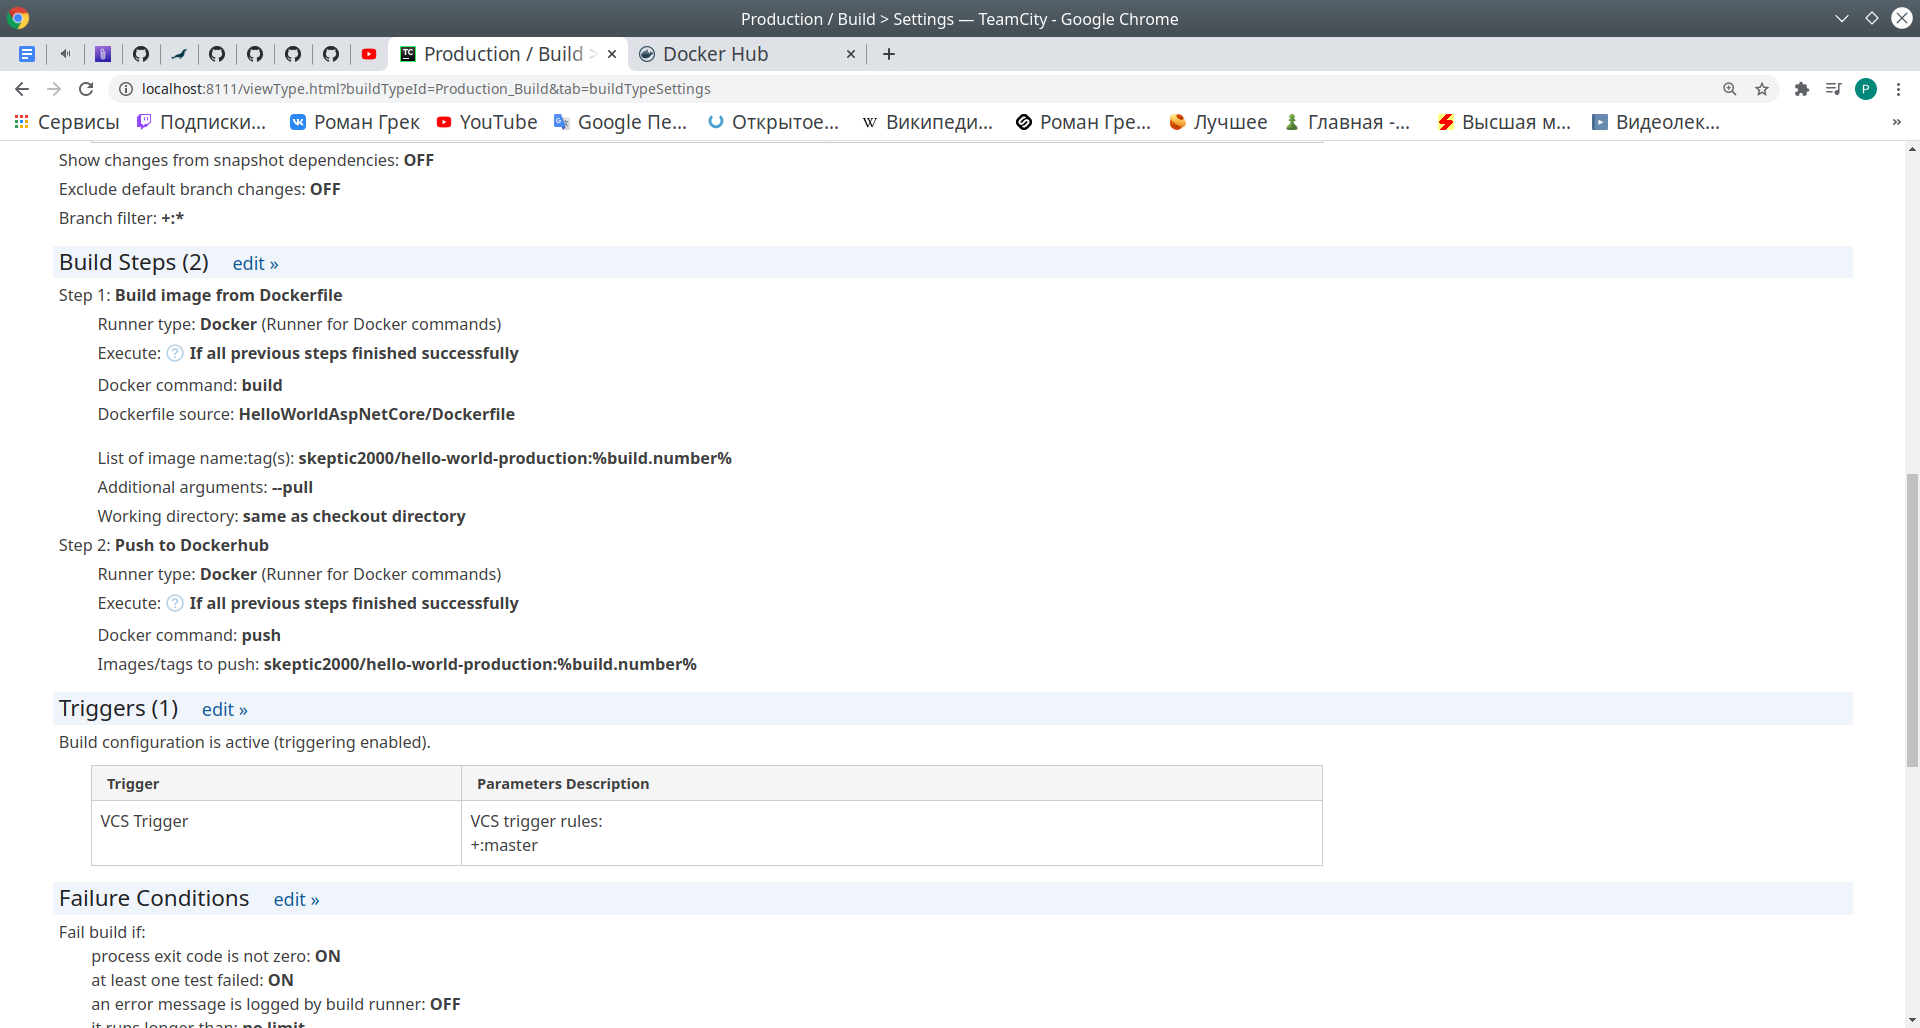 Production / Build > Settings — TeamCity - Google Chrome
Production / Build >
Docker Hub
localhost:8111/viewType.html?buildTypeId=Production_Build&tab=buildTypeSettings
P
Сервисы Подписки... Роман Грек YouTube Google Пе... Открытое... Википеди... Роман Гре... Лучшее Главная -... Высшая м... Видеолек... »
Show changes from snapshot dependencies: OFF
Exclude default branch changes: OFF
Branch filter: +:*
Build Steps (2) edit »
Step 1: Build image from Dockerfile
Runner type: Docker (Runner for Docker commands)
Execute: ? If all previous steps finished successfully
Docker command: build
Dockerfile source: HelloWorldAspNetCore/Dockerfile
List of image name:tag(s): skeptic2000/hello-world-production:%build.number%
Additional arguments: --pull
Working directory: same as checkout directory
Step 2: Push to Dockerhub
Runner type: Docker (Runner for Docker commands)
Execute: ? If all previous steps finished successfully
Docker command: push
Images/tags to push: skeptic2000/hello-world-production:%build.number%
Triggers (1) edit »
Build configuration is active (triggering enabled).
Trigger Parameters Description
VCS Trigger VCS trigger rules:
+:master
Failure Conditions edit »
Fail build if:
process exit code is not zero: ON
at least one test failed: ON
an error message is logged by build runner: OFF
it runs longer than: no limit